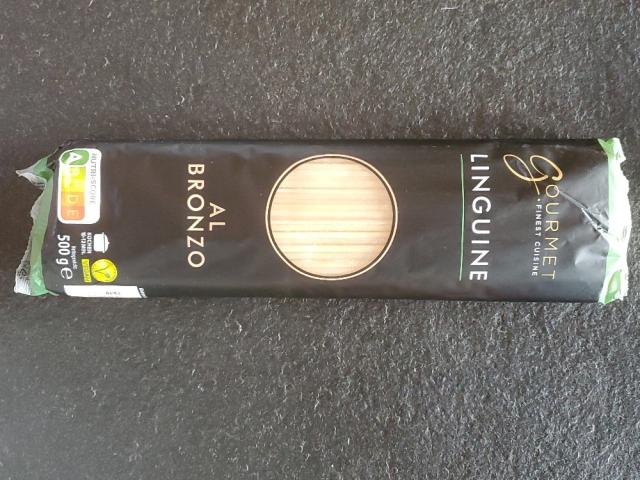 GOURMET
• FINEST CUISINE
LINGUINE
AL
BRONZO
NUTRI-SCORE
A B C D E
500 g e